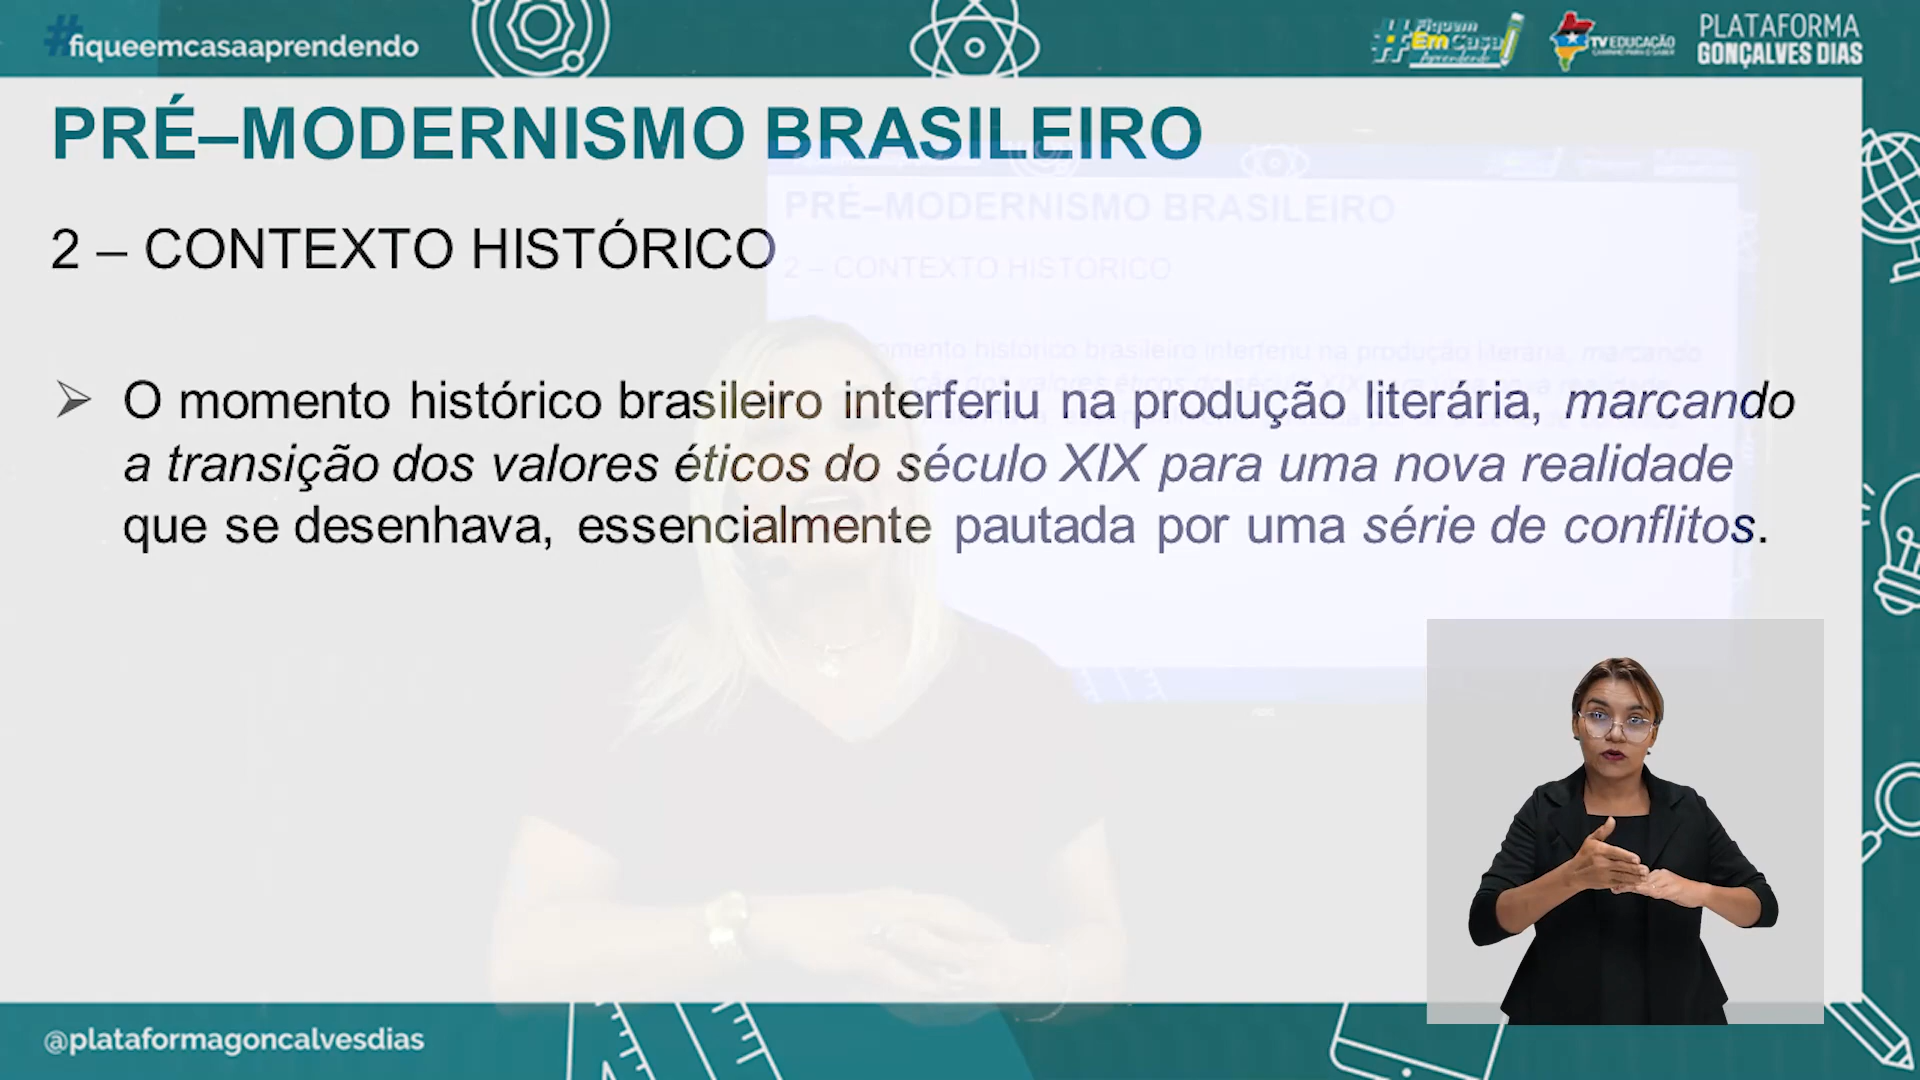 #fiqueemcasaaprendendo
#Fiquem
Em Casa
Aprendendo
TV EDUCAÇÃO
PLATAFORMA
GONÇALVES DIAS
PRÉ–MODERNISMO BRASILEIRO
2 – CONTEXTO HISTÓRICO
PRÉ–MODERNISMO BRASILEIRO
2 – CONTEXTO HISTÓRICO
➢ O momento histórico brasileiro interferiu na produção literária, marcando
a transição dos valores éticos do século XIX para uma nova realidade
que se desenhava, essencialmente pautada por uma série de conflitos.
@plataformagoncalvesdias